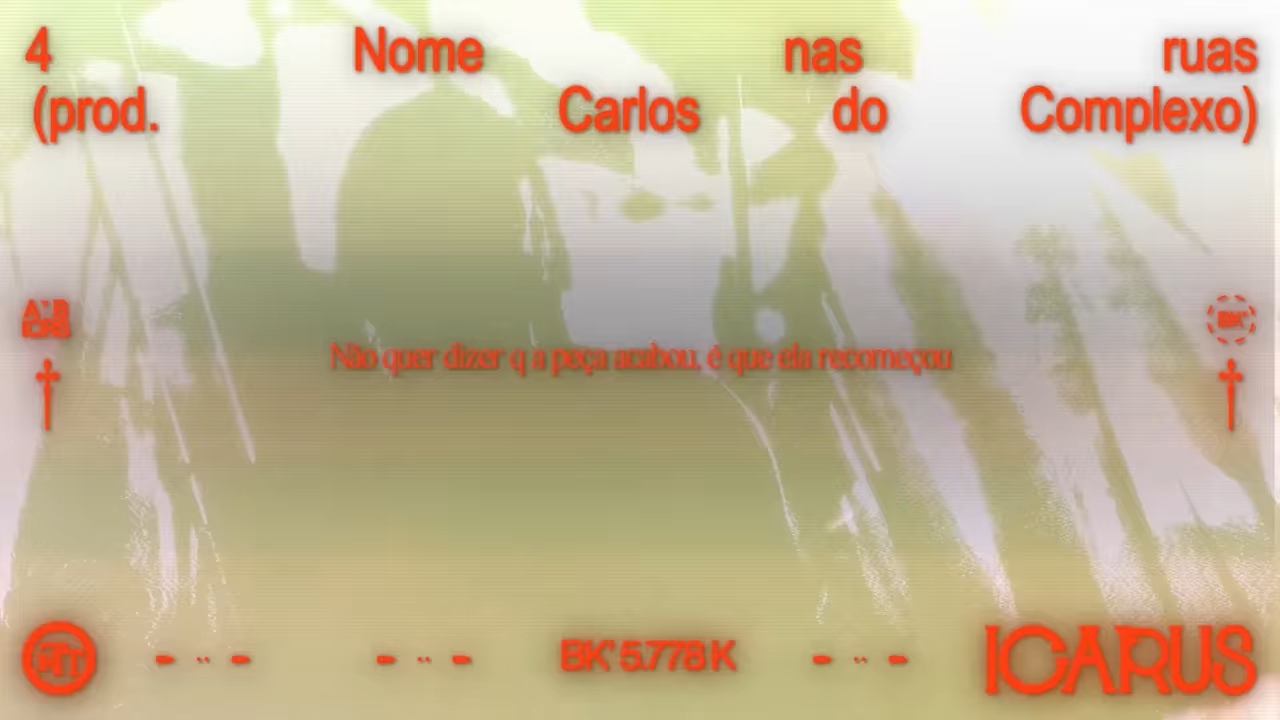 4 Nome nas ruas
(prod. Carlos do Complexo)
BK'
Não quer dizer q a peça acabou, é que ela recomeçou
BK' 5.778 K
ICARUS